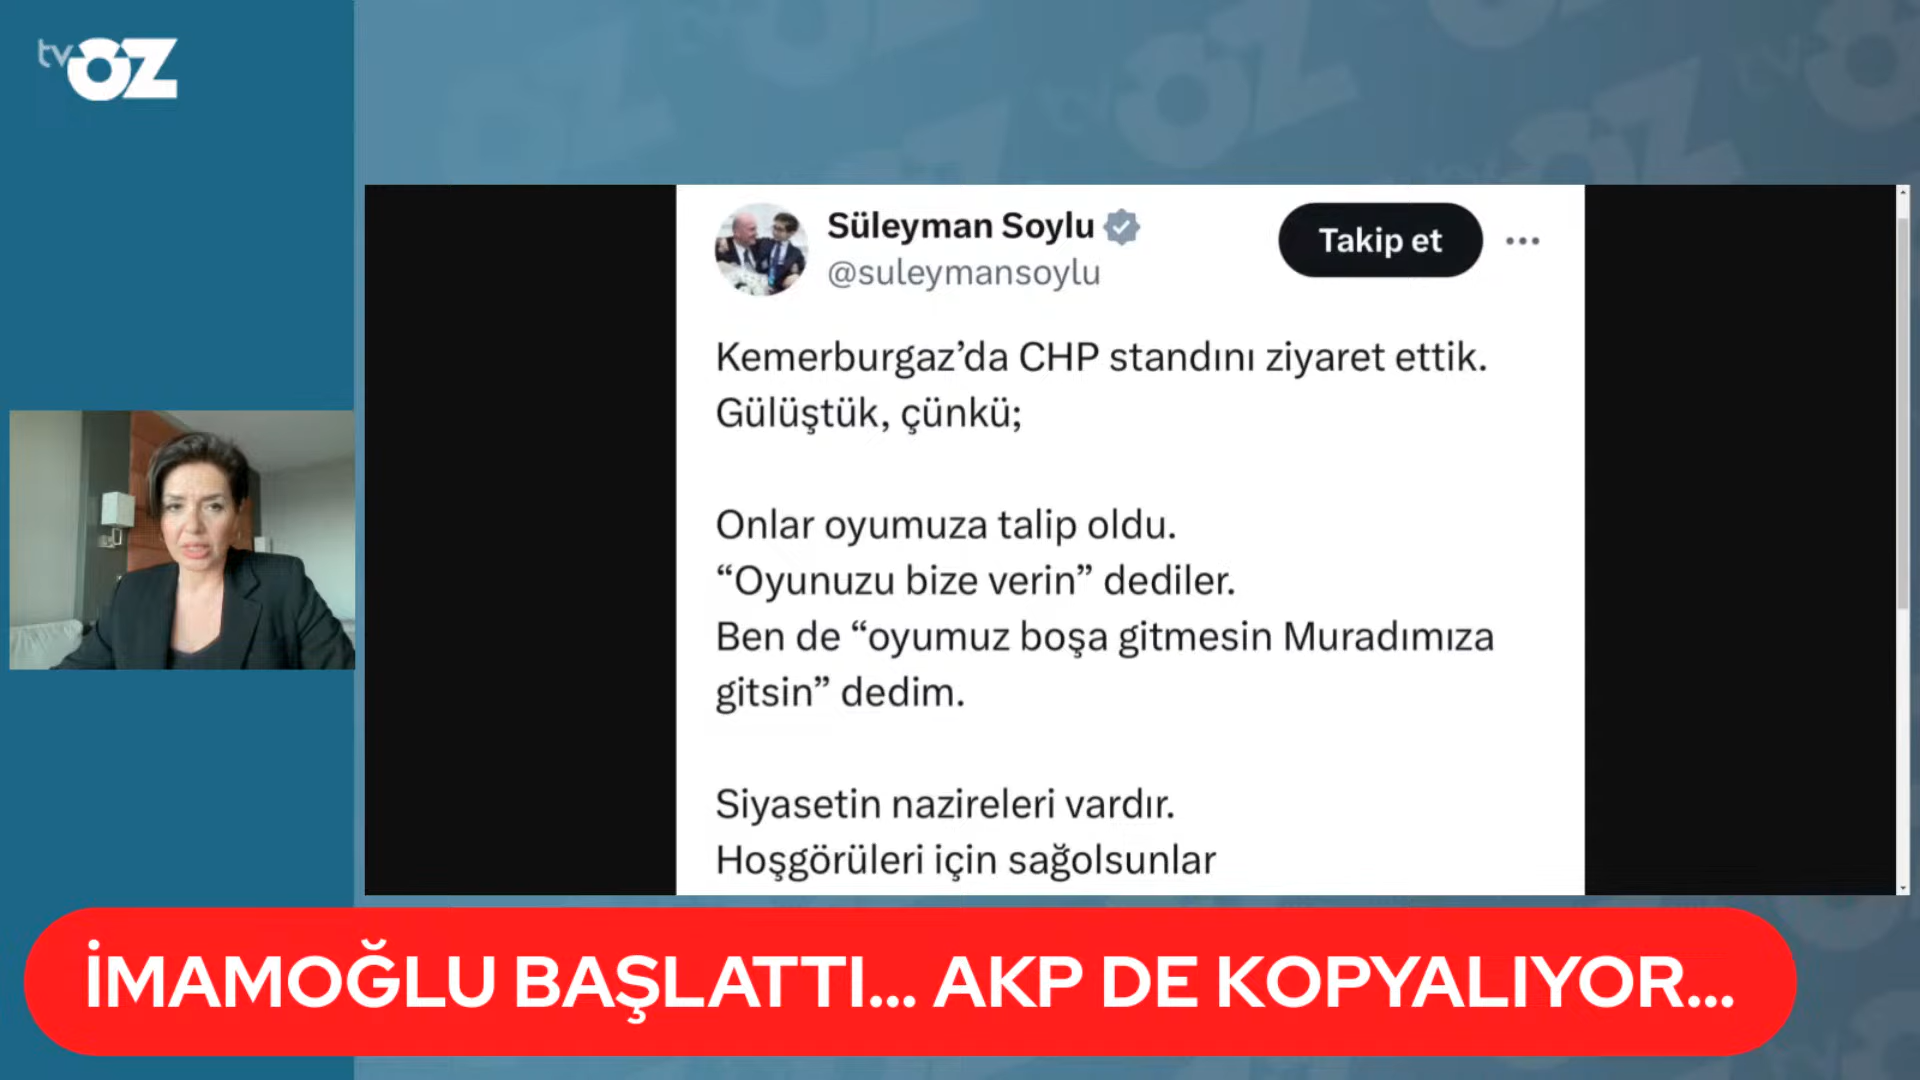 tv öz
Süleyman Soylu
@suleymansoylu
Takip et
Kemerburgaz’da CHP standını ziyaret ettik.
Gülüştük, çünkü;
Onlar oyumuza talip oldu.
“Oyunuzu bize verin” dediler.
Ben de “oyumuz boşa gitmesin Muradımıza
gitsin” dedim.
Siyasetin nazireleri vardır.
Hoşgörüleri için sağolsunlar
İMAMOĞLU BAŞLATTI... AKP DE KOPYALIYOR...